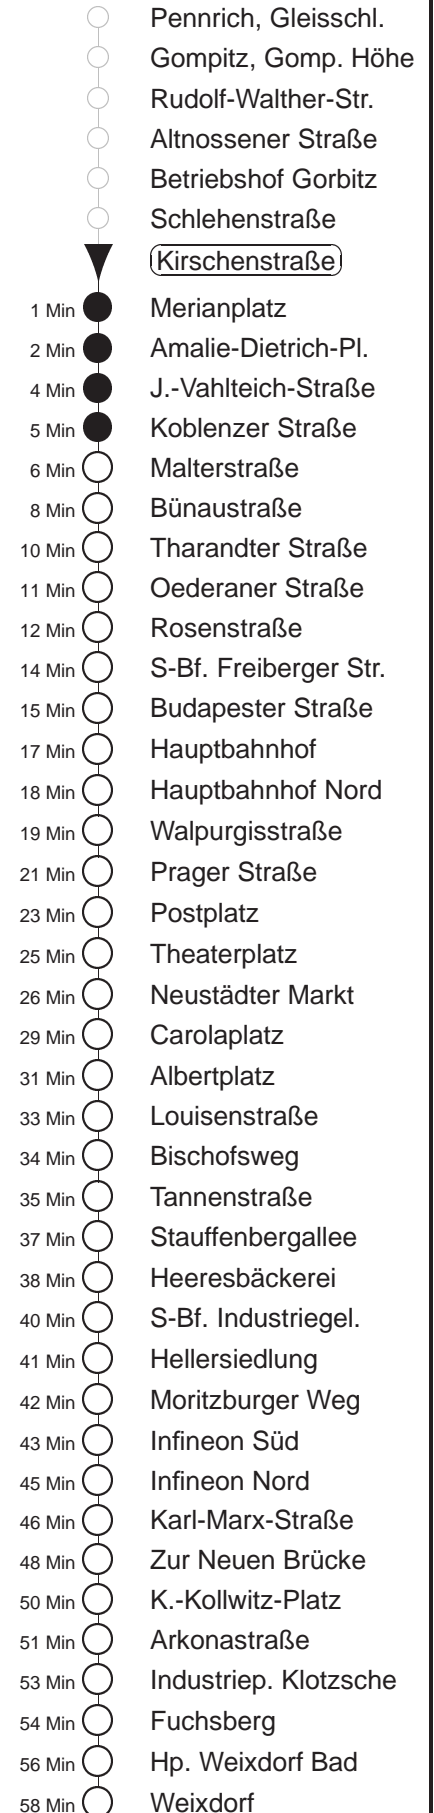 Pennrich, Gleisschl.
Gompitz, Gomp. Höhe
Rudolf-Walther-Str.
Altnossener Straße
Betriebshof Gorbitz
Schlehenstraße
Kirschenstraße
1 Min Merianplatz
2 Min Amalie-Dietrich-Pl.
4 Min J.-Vahlteich-Straße
5 Min Koblenzer Straße
6 Min Malterstraße
8 Min Bünaustraße
10 Min Tharandter Straße
11 Min Oederaner Straße
12 Min Rosenstraße
14 Min S-Bf. Freiberger Str.
15 Min Budapester Straße
17 Min Hauptbahnhof
18 Min Hauptbahnhof Nord
19 Min Walpurgisstraße
21 Min Prager Straße
23 Min Postplatz
25 Min Theaterplatz
26 Min Neustädter Markt
29 Min Carolaplatz
31 Min Albertplatz
33 Min Louisenstraße
34 Min Bischofsweg
35 Min Tannenstraße
37 Min Stauffenbergallee
38 Min Heeresbäckerei
40 Min S-Bf. Industriegel.
41 Min Hellersiedlung
42 Min Moritzburger Weg
43 Min Infineon Süd
45 Min Infineon Nord
46 Min Karl-Marx-Straße
48 Min Zur Neuen Brücke
50 Min K.-Kollwitz-Platz
51 Min Arkonastraße
53 Min Industriep. Klotzsche
54 Min Fuchsberg
56 Min Hp. Weixdorf Bad
58 Min Weixdorf